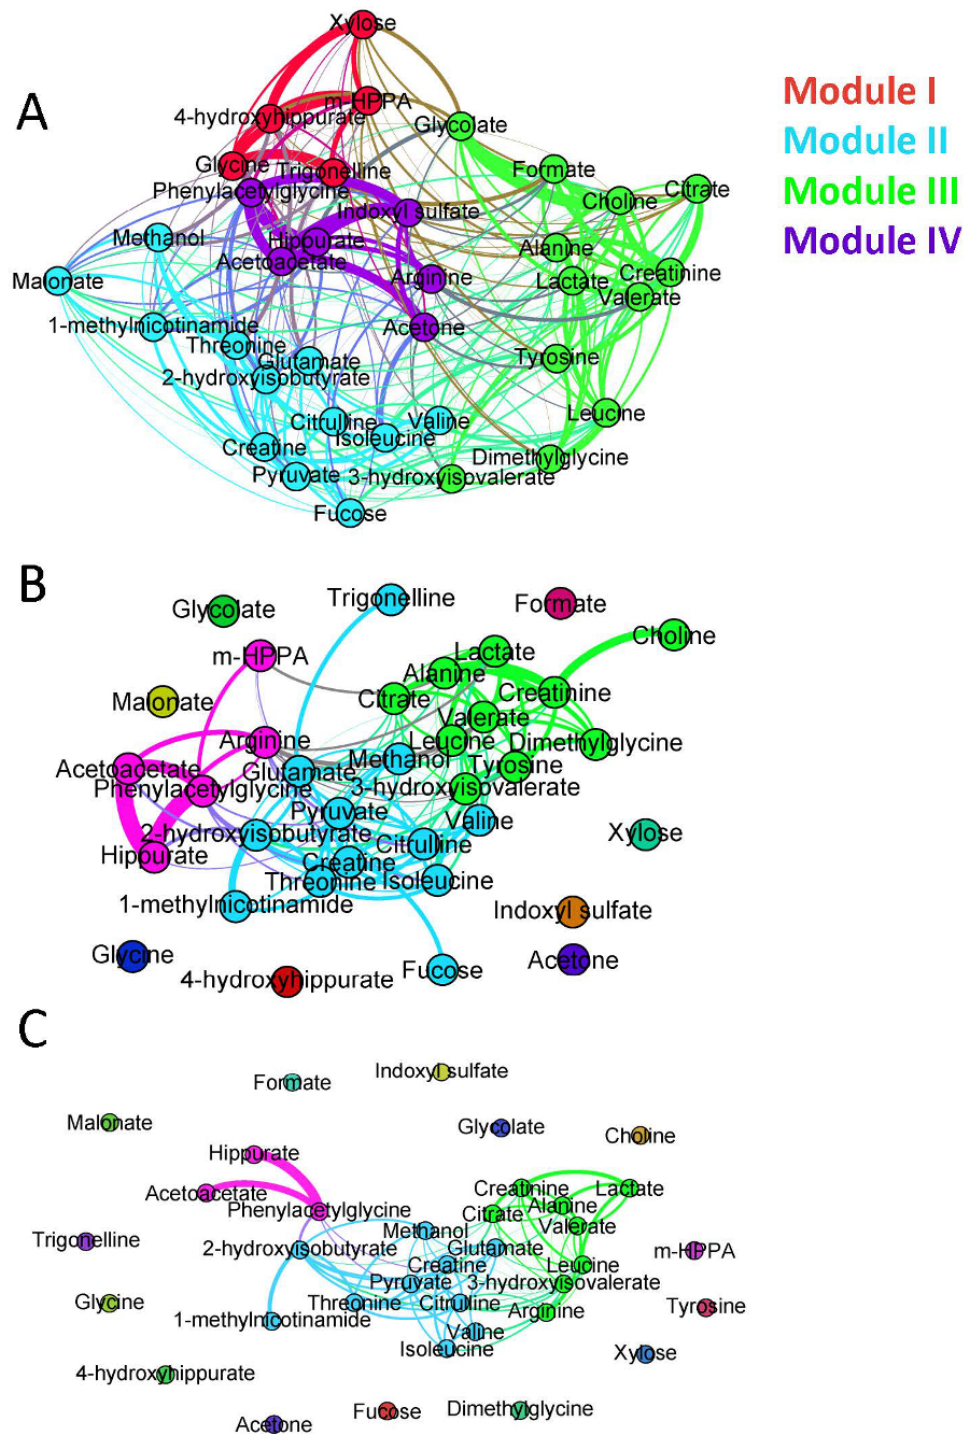 A
Xylose
m-HPPA
4-hydroxyhippurate
Glycolate
Glycine
Trigonelline
Formate
Phenylacetylglycine
Choline
Citrate
Indoxyl sulfate
Methanol
Hippurate
Alanine
Acetoacetate
Malonate
Arginine
Lactate
Creatinine
Valerate
1-methylnicotinamide
Acetone
Threonine
Glutamate
Tyrosine
2-hydroxyisobutyrate
Leucine
Citrulline
Valine
Isoleucine
Creatine
Dimethylglycine
Pyruvate
3-hydroxyisovalerate
Fucose
Module I
Module II
Module III
Module IV
B
Glycolate
Trigonelline
Formate
Choline
m-HPPA
Lactate
Alanine
Malonate
Citrate
Creatinine
Valerate
Arginine
Leucine
Dimethylglycine
Acetoacetate
Glutamate
Methanol
Tyrosine
Phenylacetylglycine
3-hydroxyisovalerate
Pyruvate
Valine
2-hydroxyisobutyrate
Xylose
Hippurate
Citrulline
Creatine
Threonine
Isoleucine
1-methylnicotinamide
Indoxyl sulfate
Glycine
Fucose
Acetone
4-hydroxyhippurate
C
Indoxyl sulfate
Formate
Malonate
Glycolate
Choline
Hippurate
Acetoacetate
Creatinine
Lactate
Phenylacetylglycine
Citrate
Alanine
Valerate
Trigonelline
Methanol
2-hydroxyisobutyrate
Glutamate
m-HPPA
Creatine
Leucine
Pyruvate
3-hydroxyisovalerate
Glycine
Threonine
Citrulline
Arginine
Tyrosine
1-methylnicotinamide
Valine
Isoleucine
Xylose
4-hydroxyhippurate
Acetone
Fucose
Dimethylglycine